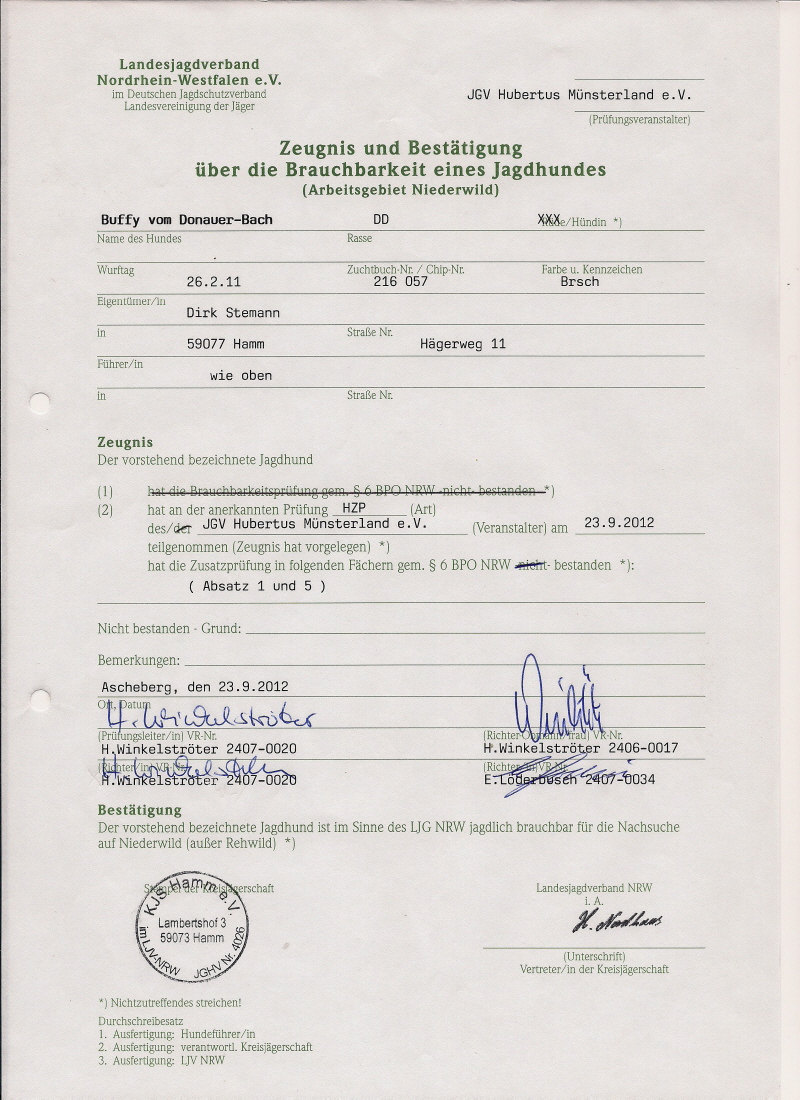 Landesjagdverband
Nordrhein-Westfalen e.V.
im Deutschen Jagdschutzverband
Landesvereinigung der Jäger
JGV Hubertus Münsterland e.V.
(Prüfungsveranstalter)
Zeugnis und Bestätigung
über die Brauchbarkeit eines Jagdhundes
(Arbeitsgebiet Niederwild)
Buffy vom Donauer-Bach DD XXX Rüde/Hündin *)
Name des Hundes Rasse
Wurftag Zuchtbuch-Nr. / Chip-Nr. Farbe u. Kennzeichen
26.2.11 216 057 Brsch
Eigentümer/in
Dirk Stemann
in Straße Nr.
59077 Hamm Hägerweg 11
Führer/in
wie oben
in Straße Nr.
Zeugnis
Der vorstehend bezeichnete Jagdhund
(1) hat die Brauchbarkeitsprüfung gem. § 6 BPO NRW -nicht- bestanden *)
(2) hat an der anerkannten Prüfung HZP (Art)
des/der JGV Hubertus Münsterland e.V. (Veranstalter) am 23.9.2012
teilgenommen (Zeugnis hat vorgelegen) *)
hat die Zusatzprüfung in folgenden Fächern gem. § 6 BPO NRW -nicht- bestanden *):
( Absatz 1 und 5 )
Nicht bestanden - Grund:
Bemerkungen:
Ascheberg, den 23.9.2012
Ort, Datum
H. Winkelströter
(Prüfungsleiter/in) VR-Nr. (Richter-Obmann/frau) VR-Nr.
H.Winkelströter 2407-0020 H.Winkelströter 2406-0017
(Richter/in) VR-Nr. (Richter/in) VR-Nr.
H.Winkelströter 2407-0020 E.Löderbusch 2407-0034
Bestätigung
Der vorstehend bezeichnete Jagdhund ist im Sinne des LJG NRW jagdlich brauchbar für die Nachsuche
auf Niederwild (außer Rehwild) *)
Stempel der Kreisjägerschaft
KJS Hamm e.V.
Lambertshof 3
59073 Hamm
im LJV-NRW JGHV Nr. 4026
Landesjagdverband NRW
i. A.
(Unterschrift)
Vertreter/in der Kreisjägerschaft
*) Nichtzutreffendes streichen!
Durchschreibesatz
1. Ausfertigung: Hundeführer/in
2. Ausfertigung: verantwortl. Kreisjägerschaft
3. Ausfertigung: LJV NRW